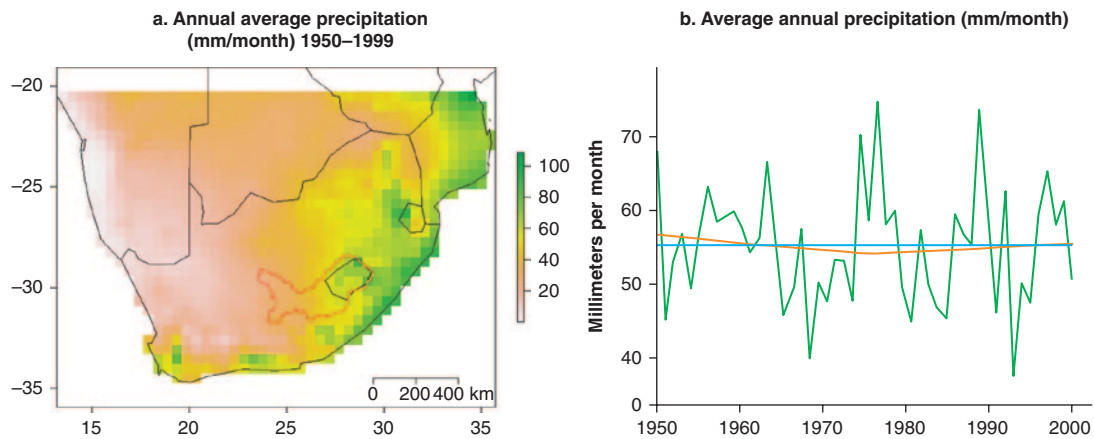 a. Annual average precipitation
(mm/month) 1950–1999
–20
–25
–30
–35
15 20 25 30 35
0 200 400 km
100
80
60
40
20
b. Average annual precipitation (mm/month)
Millimeters per month
70
60
50
40
0
1950 1960 1970 1980 1990 2000